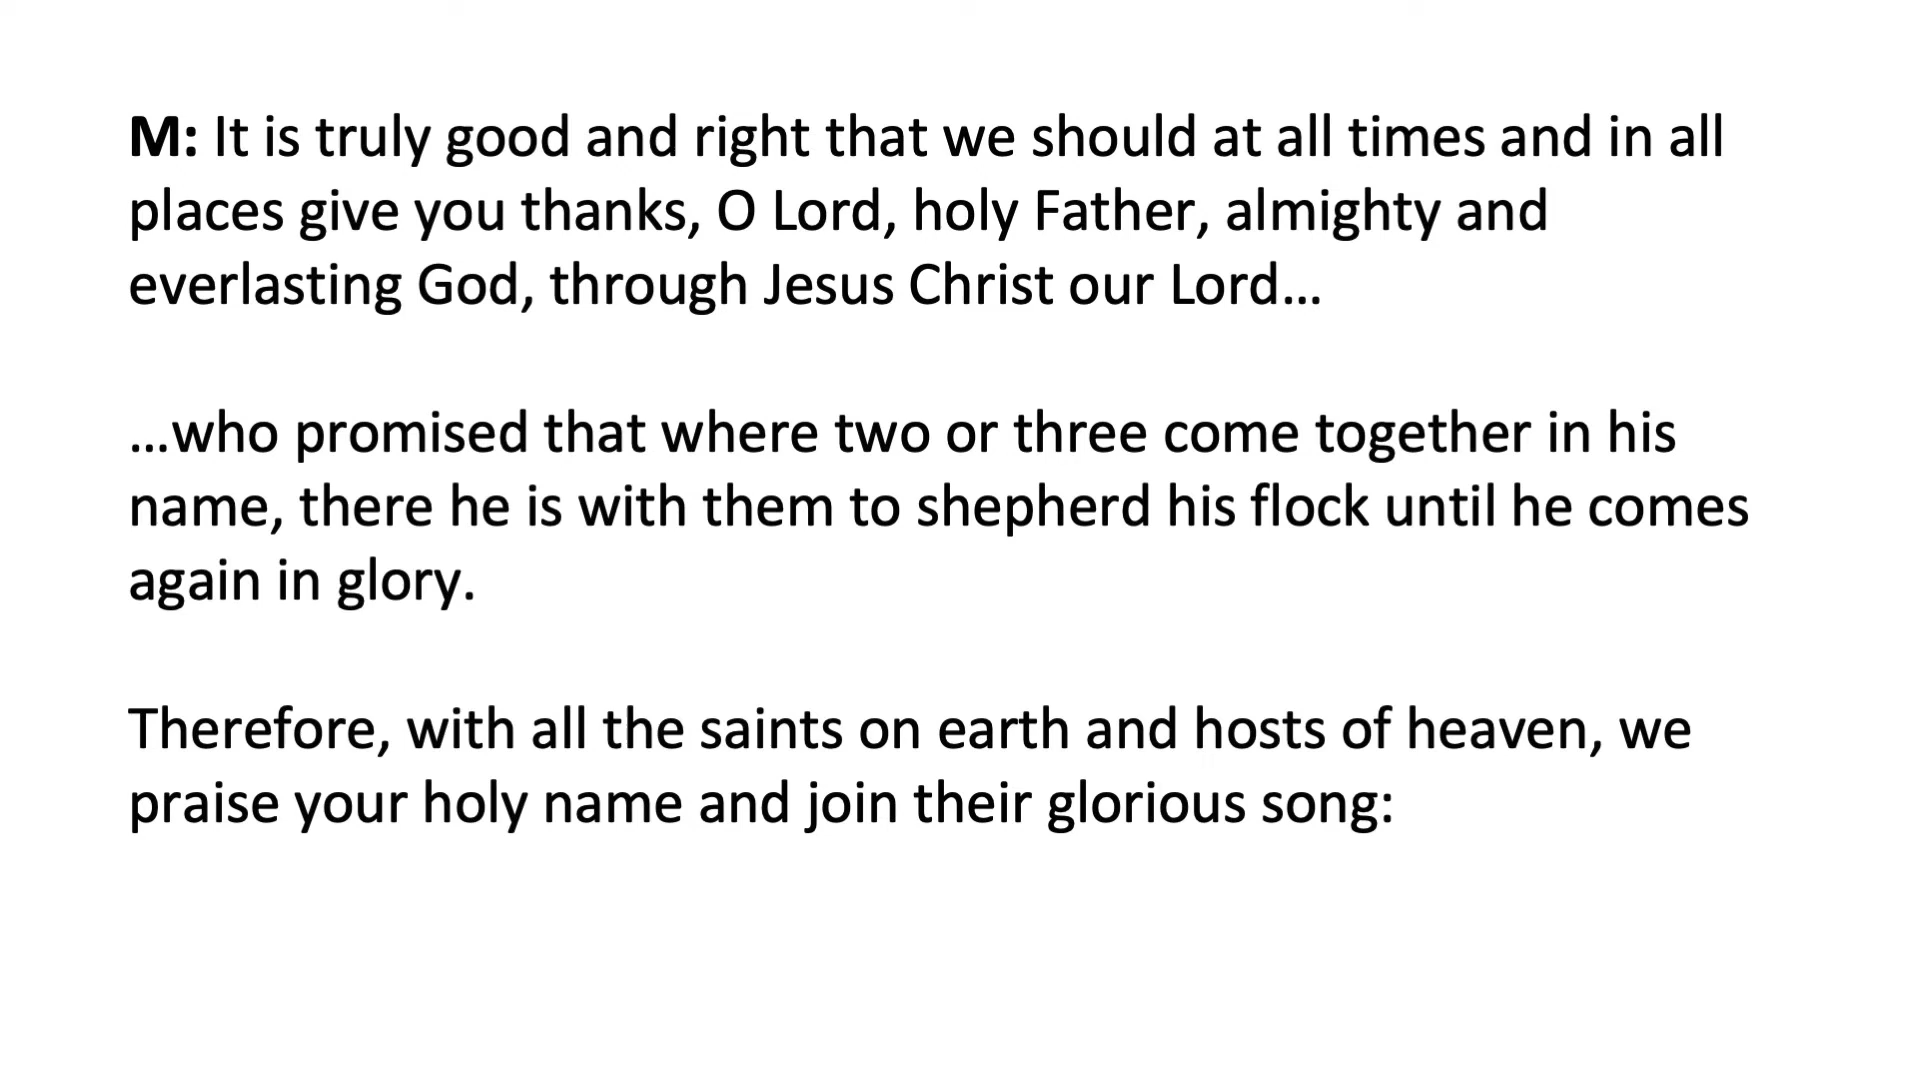 M: It is truly good and right that we should at all times and in all
places give you thanks, O Lord, holy Father, almighty and
everlasting God, through Jesus Christ our Lord…
…who promised that where two or three come together in his
name, there he is with them to shepherd his flock until he comes
again in glory.
Therefore, with all the saints on earth and hosts of heaven, we
praise your holy name and join their glorious song: